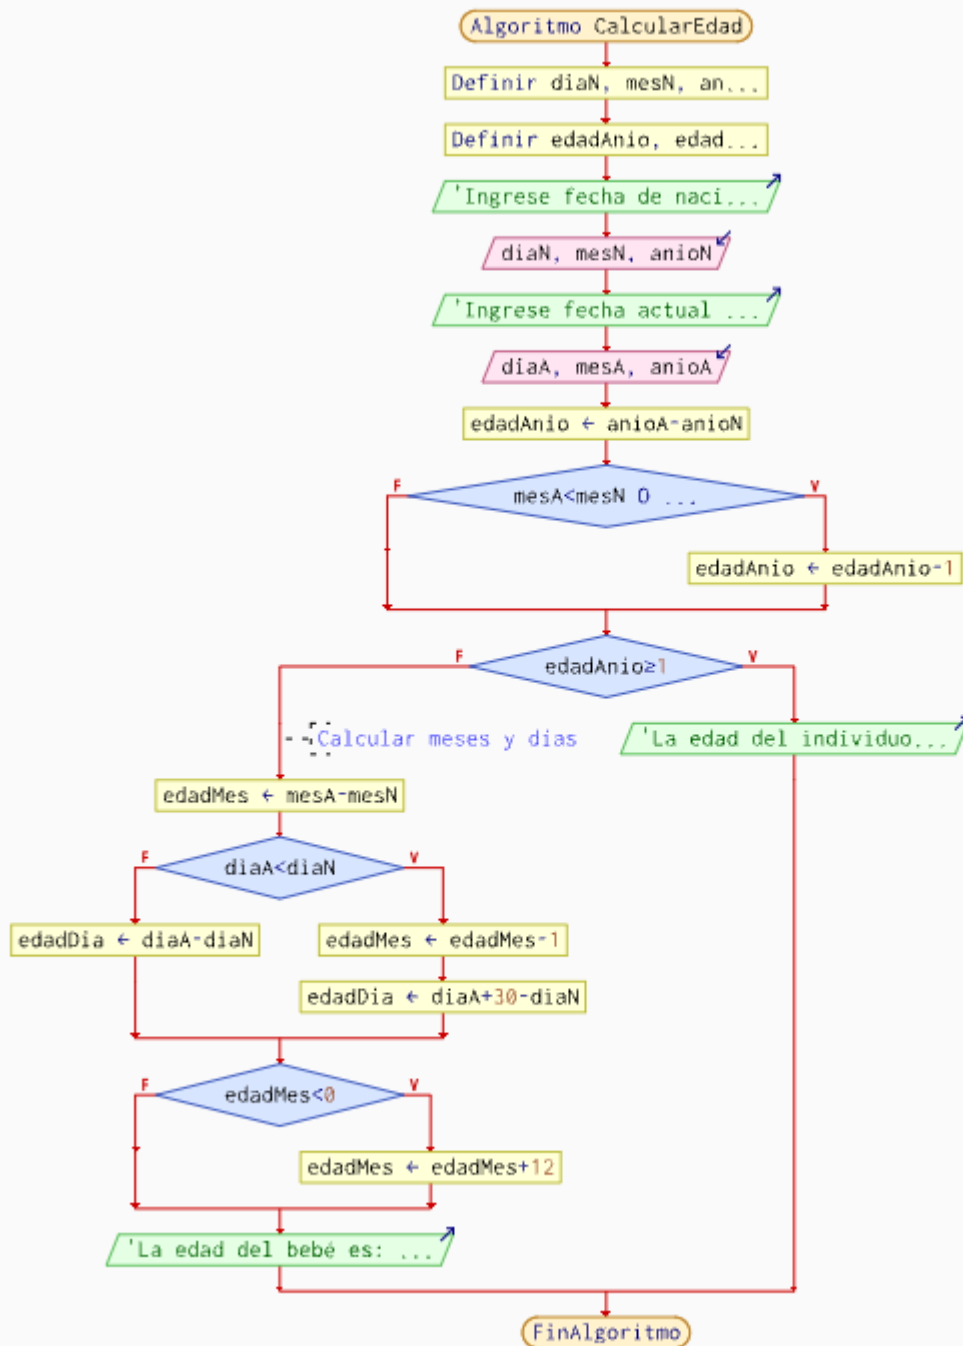 Algoritmo CalcularEdad
Definir diaN, mesN, an...
Definir edadAnio, edad...
'Ingrese fecha de naci...
diaN, mesN, anioN
'Ingrese fecha actual ...
diaA, mesA, anioA
edadAnio ← anioA-anioN
F
mesA<mesN O ...
V
edadAnio ← edadAnio-1
F
edadAnio≥1
V
Calcular meses y dias
'La edad del individuo...
edadMes ← mesA-mesN
F
diaA<diaN
V
edadDia ← diaA-diaN
edadMes ← edadMes-1
edadDia ← diaA+30-diaN
F
edadMes<0
V
edadMes ← edadMes+12
'La edad del bebé es: ...
FinAlgoritmo